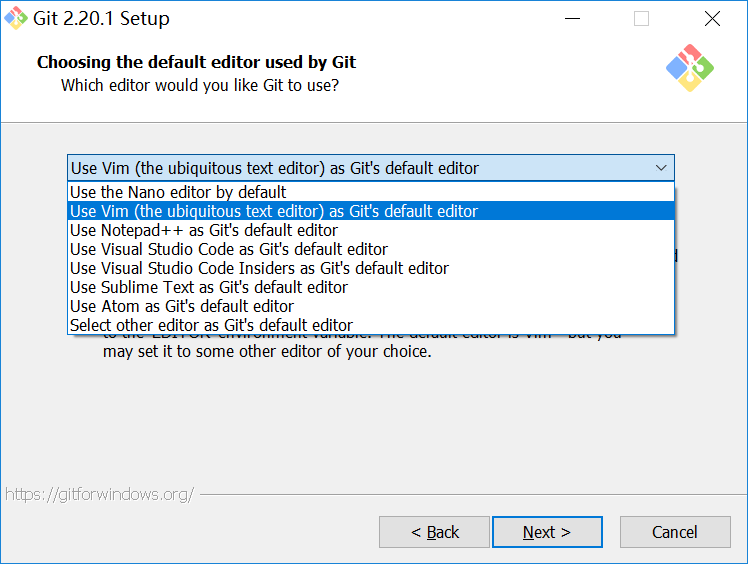 Git 2.20.1 Setup
Choosing the default editor used by Git
Which editor would you like Git to use?
Use Vim (the ubiquitous text editor) as Git's default editor
Use the Nano editor by default
Use Vim (the ubiquitous text editor) as Git's default editor
Use Notepad++ as Git's default editor
Use Visual Studio Code as Git's default editor
Use Visual Studio Code Insiders as Git's default editor
Use Sublime Text as Git's default editor
Use Atom as Git's default editor
Select other editor as Git's default editor
may set it to some other editor of your choice.
https://gitforwindows.org/
< Back
Next >
Cancel